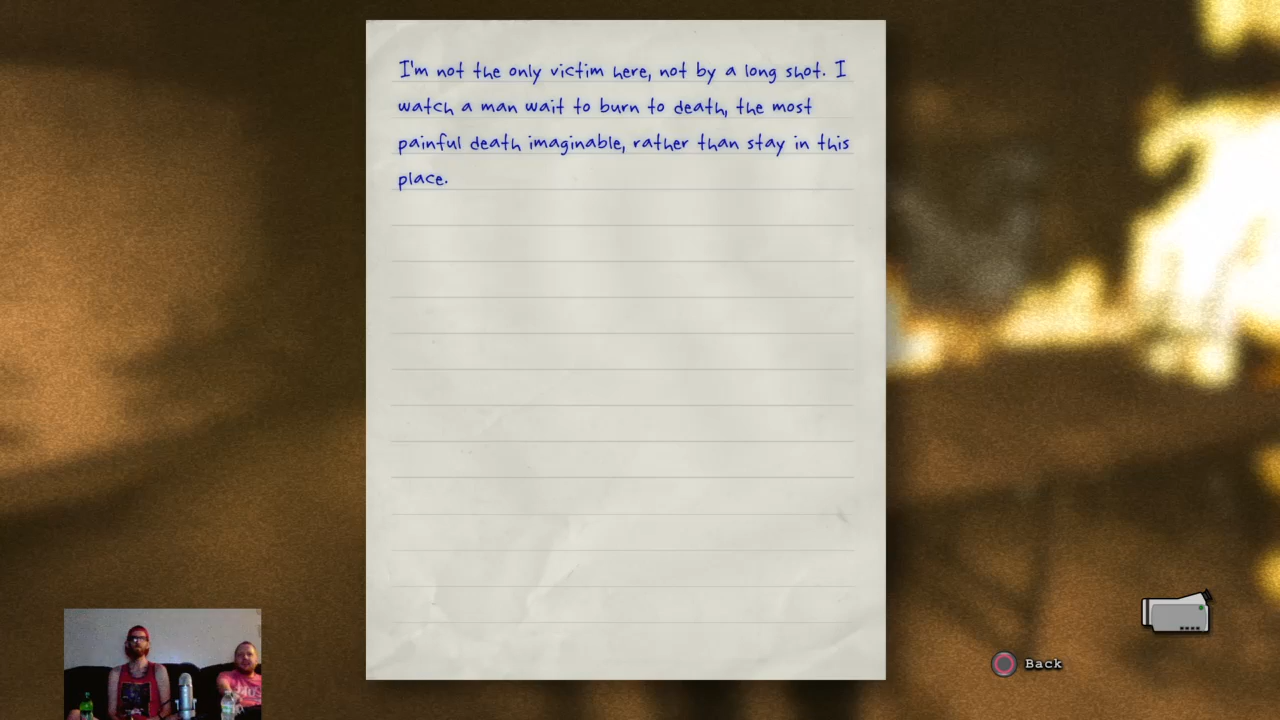 I'm not the only victim here, not by a long shot. I
watch a man wait to burn to death, the most
painful death imaginable, rather than stay in this
place.
Back